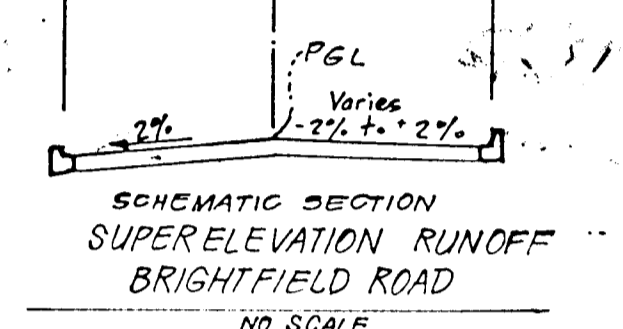 PGL
Varies
2% -2% to +2%
SCHEMATIC SECTION
SUPERELEVATION RUNOFF
BRIGHTFIELD ROAD
NO SCALE